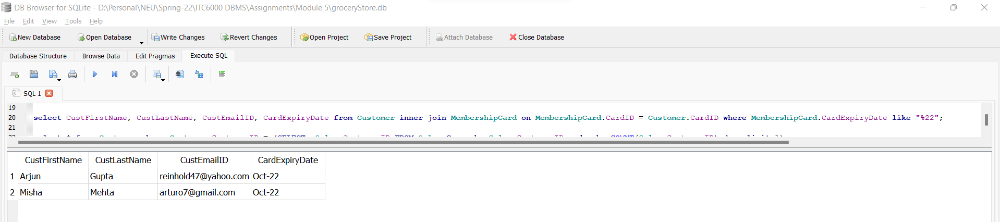 DB Browser for SQLite - D:\Personal\NEU\Spring-22\ITC6000 DBMS\Assignments\Module 5\groceryStore.db
File Edit View Tools Help
New Database Open Database Write Changes Revert Changes Open Project Save Project Attach Database Close Database
Database Structure Browse Data Edit Pragmas Execute SQL
SQL 1
19
20 select CustFirstName, CustLastName, CustEmailID, CardExpiryDate from Customer inner join MembershipCard on MembershipCard.CardID = Customer.CardID where MembershipCard.CardExpiryDate like "%22";
21
CustFirstName CustLastName CustEmailID CardExpiryDate
1 Arjun Gupta reinhold47@yahoo.com Oct-22
2 Misha Mehta arturo7@gmail.com Oct-22